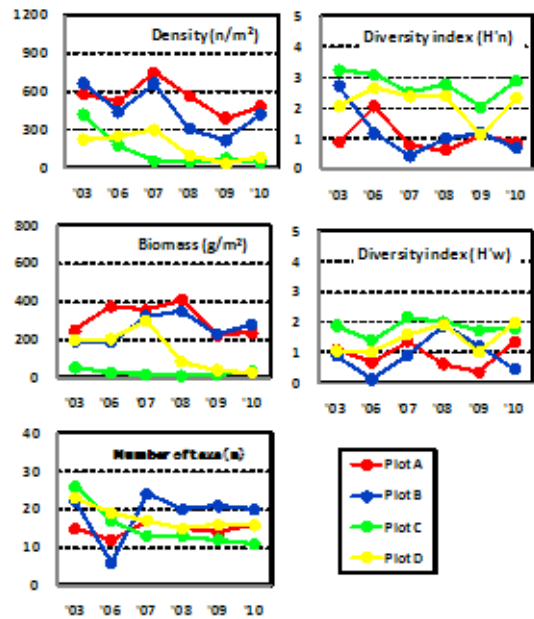 Density (n/m²)
1200
900
600
300
0
'03 '06 '07 '08 '09 '10
Diversity index (H'n)
5
4
3
2
1
0
'03 '06 '07 '08 '09 '10
Biomass (g/m²)
800
600
400
200
0
'03 '06 '07 '08 '09 '10
Diversity index (H'w)
5
4
3
2
1
0
'03 '06 '07 '08 '09 '10
Number of taxa (n)
40
30
20
10
0
'03 '06 '07 '08 '09 '10
Plot A
Plot B
Plot C
Plot D